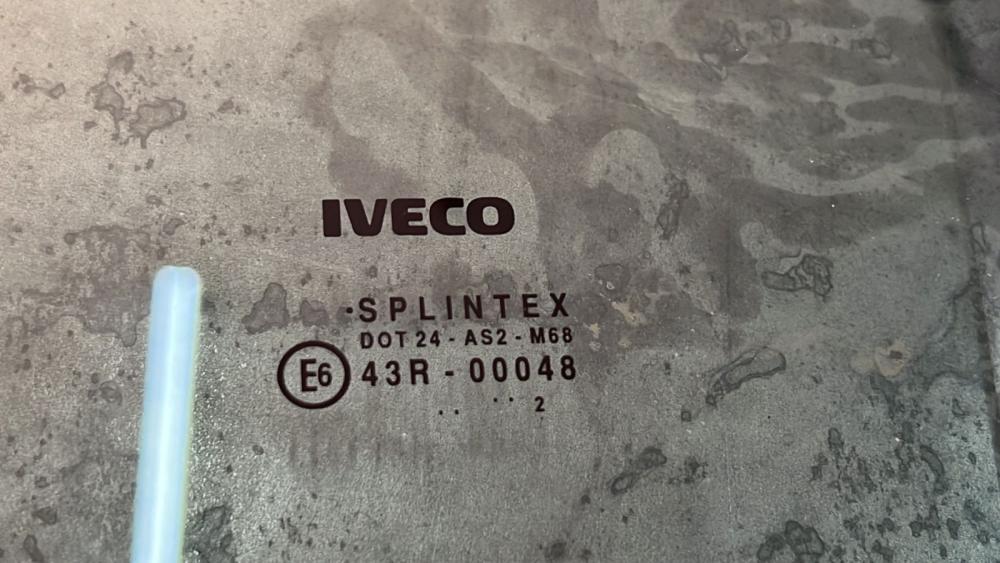 IVECO
·SPLINTEX
DOT 24 - AS2 - M68
E6 43R - 00048
.. ·· 2